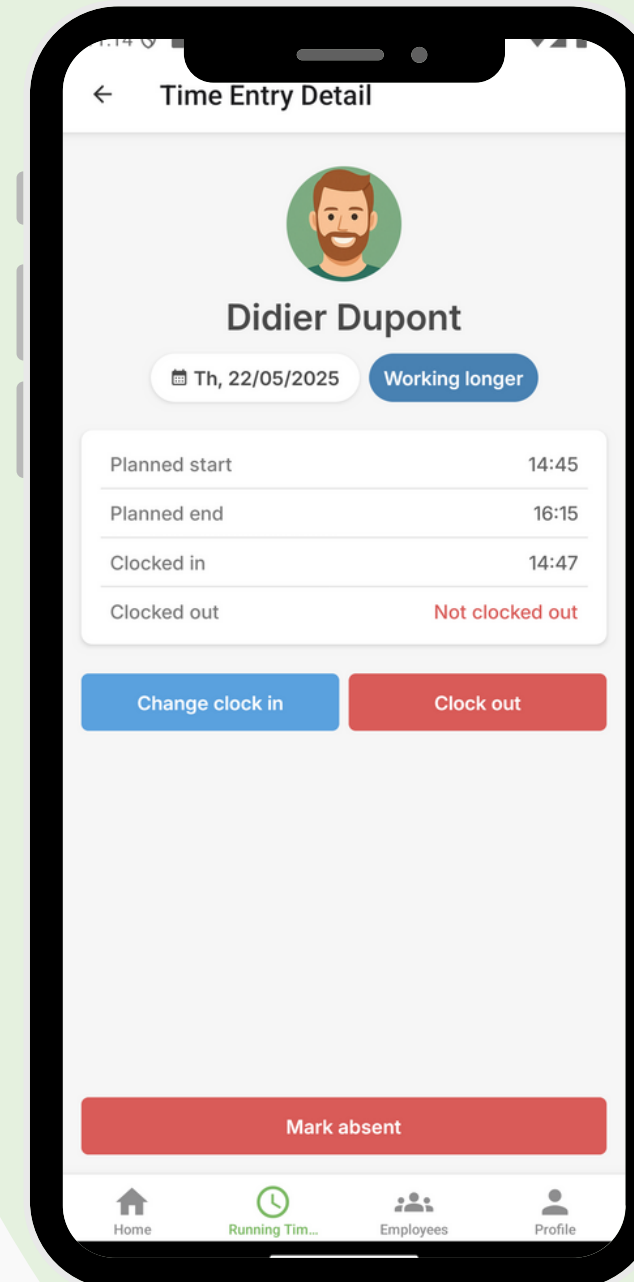 Time Entry Detail
Didier Dupont
Th, 22/05/2025 Working longer
Planned start 14:45
Planned end 16:15
Clocked in 14:47
Clocked out Not clocked out
Change clock in Clock out
Mark absent
Home Running Tim... Employees Profile